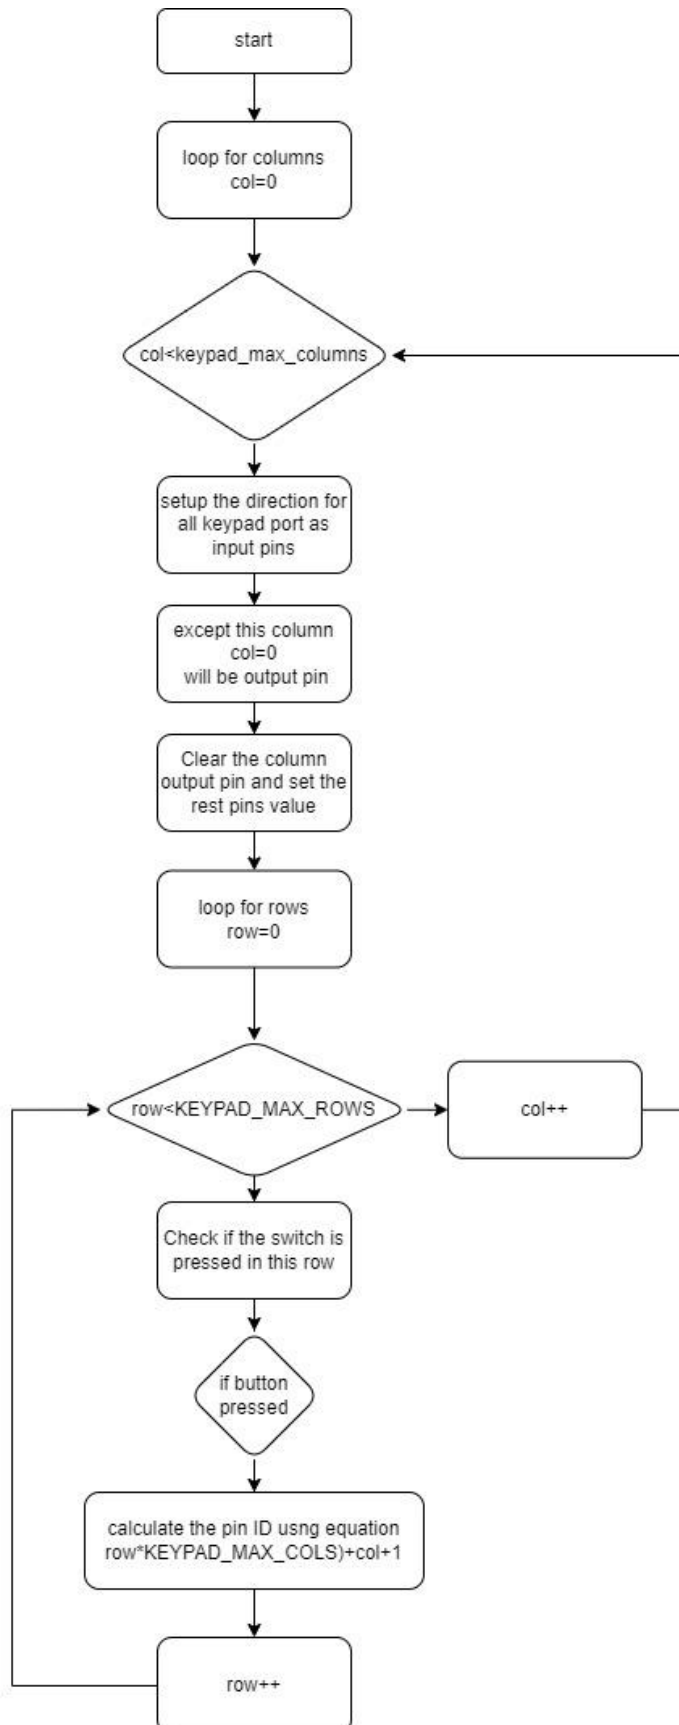 start
loop for columns
col=0
col<keypad_max_columns
setup the direction for
all keypad port as
input pins
except this column
col=0
will be output pin
Clear the column
output pin and set the
rest pins value
loop for rows
row=0
row<KEYPAD_MAX_ROWS
col++
Check if the switch is
pressed in this row
if button
pressed
calculate the pin ID usng equation
row*KEYPAD_MAX_COLS)+col+1
row++